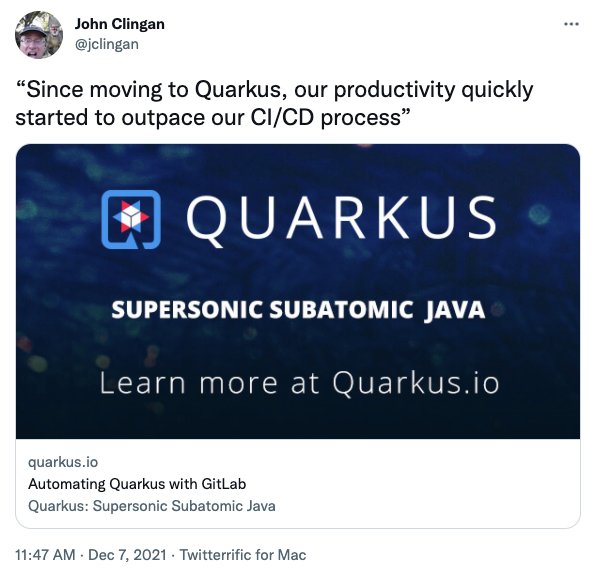 John Clingan
@jclingan
“Since moving to Quarkus, our productivity quickly
started to outpace our CI/CD process”
QUARKUS
SUPERSONIC SUBATOMIC JAVA
Learn more at Quarkus.io
quarkus.io
Automating Quarkus with GitLab
Quarkus: Supersonic Subatomic Java
11:47 AM · Dec 7, 2021 · Twitterrific for Mac